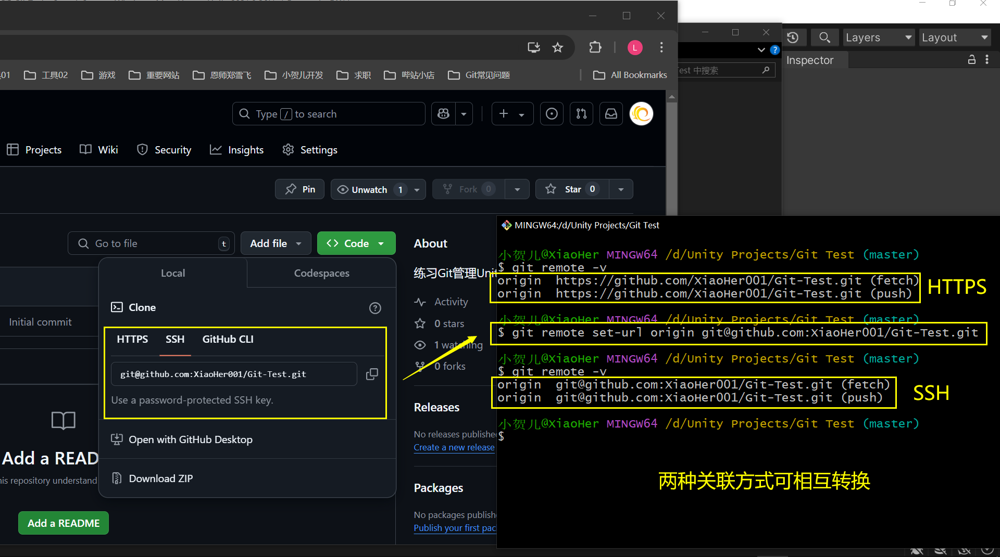 Layers
Layout
Inspector
01
工具02
游戏
重要网站
恩师郑雪飞
小贺儿开发
求职
哔站小店
Git常见问题
All Bookmarks
L
?
est 中搜索
Type / to search
Projects
Wiki
Security
Insights
Settings
Pin
Unwatch 1
Fork 0
Star 0
Go to file
t
Add file
Code
Local
Codespaces
Clone
HTTPS
SSH
GitHub CLI
git@github.com:XiaoHer001/Git-Test.git
Use a password-protected SSH key.
Open with GitHub Desktop
Download ZIP
Initial commit
Add a READ
is repository understand
Add a README
About
练习Git管理Unit
Activity
0 stars
1 watching
0 forks
Releases
No releases publishe
Create a new release
Packages
No packages publish
Publish your first pac
MINGW64:/d/Unity Projects/Git Test
小贺儿@XiaoHer MINGW64 /d/Unity Projects/Git Test (master)
$ git remote -v
origin https://github.com/XiaoHer001/Git-Test.git (fetch)
origin https://github.com/XiaoHer001/Git-Test.git (push)
HTTPS
小贺儿@XiaoHer MINGW64 /d/Unity Projects/Git Test (master)
$ git remote set-url origin git@github.com:XiaoHer001/Git-Test.git
小贺儿@XiaoHer MINGW64 /d/Unity Projects/Git Test (master)
$ git remote -v
origin git@github.com:XiaoHer001/Git-Test.git (fetch)
origin git@github.com:XiaoHer001/Git-Test.git (push)
SSH
小贺儿@XiaoHer MINGW64 /d/Unity Projects/Git Test (master)
$
两种关联方式可相互转换